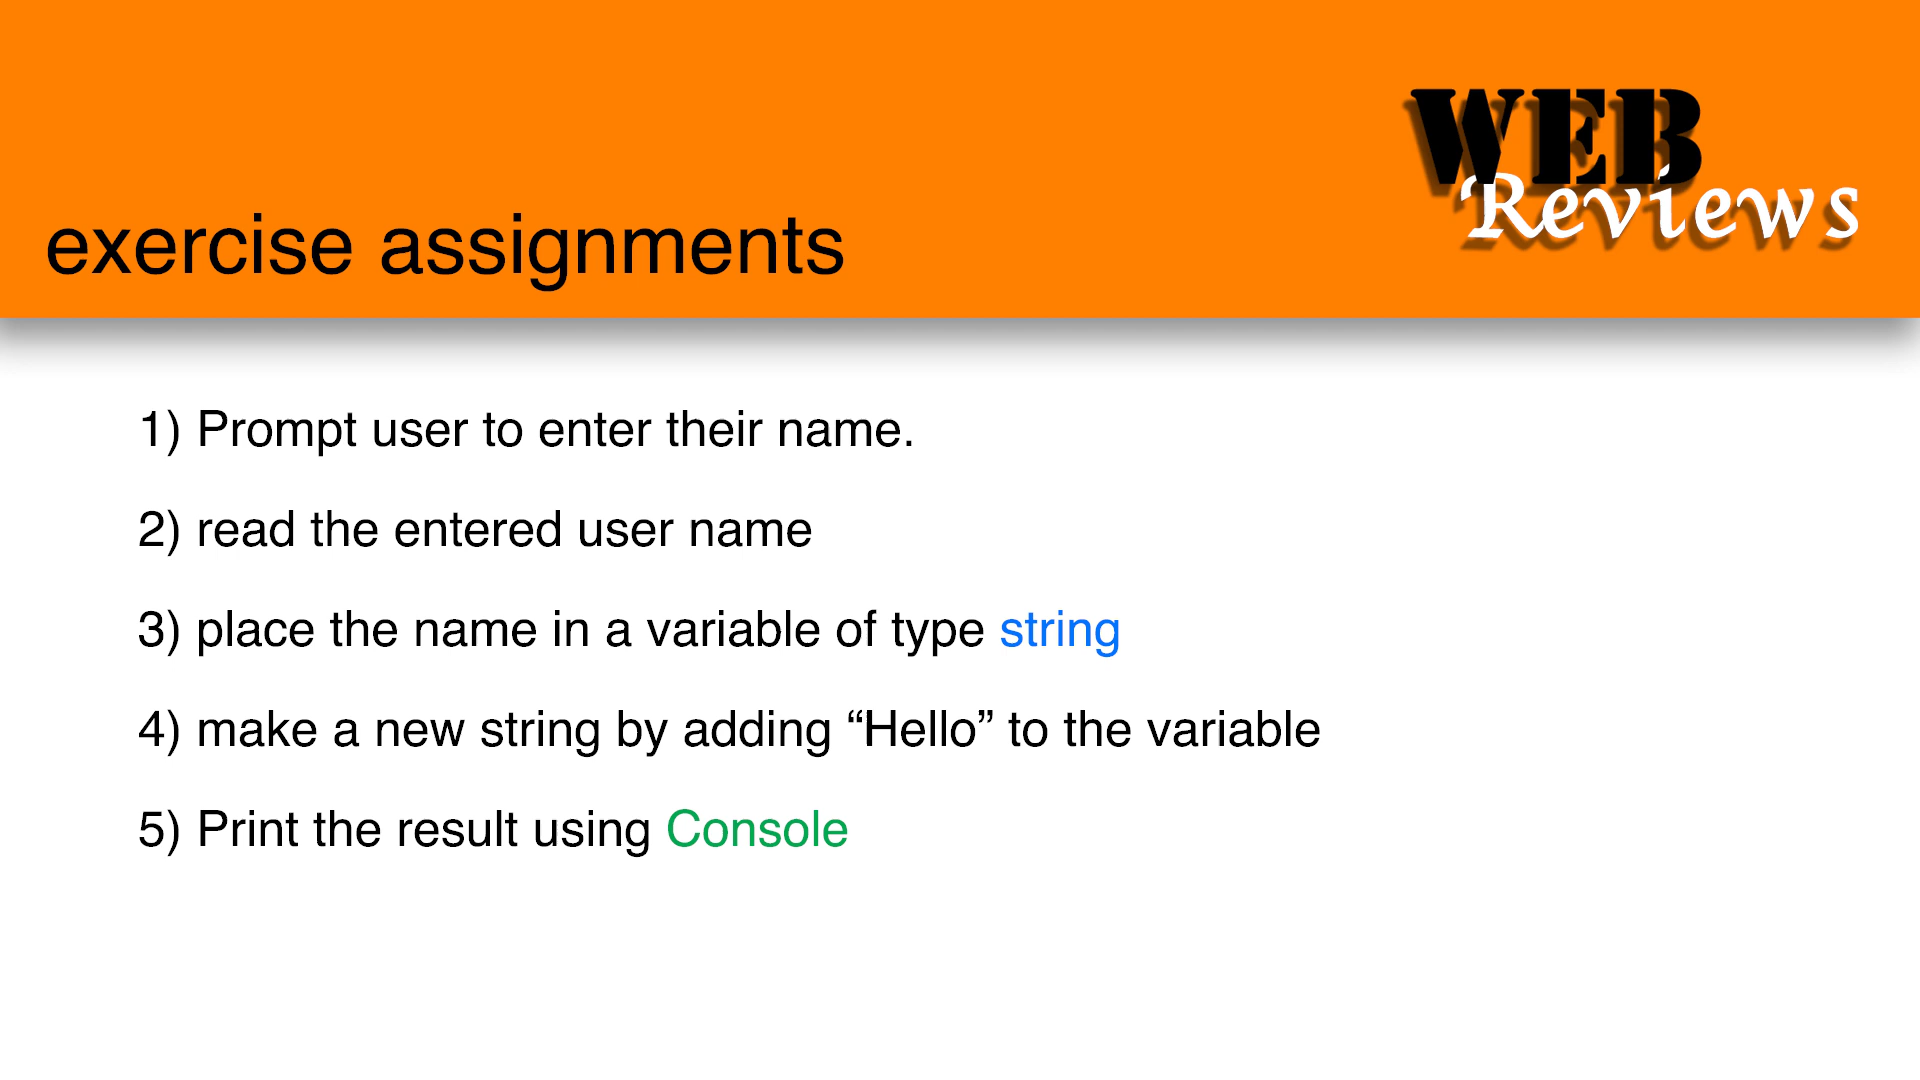 WEB
Reviews
exercise assignments
1) Prompt user to enter their name.
2) read the entered user name
3) place the name in a variable of type string
4) make a new string by adding “Hello” to the variable
5) Print the result using Console